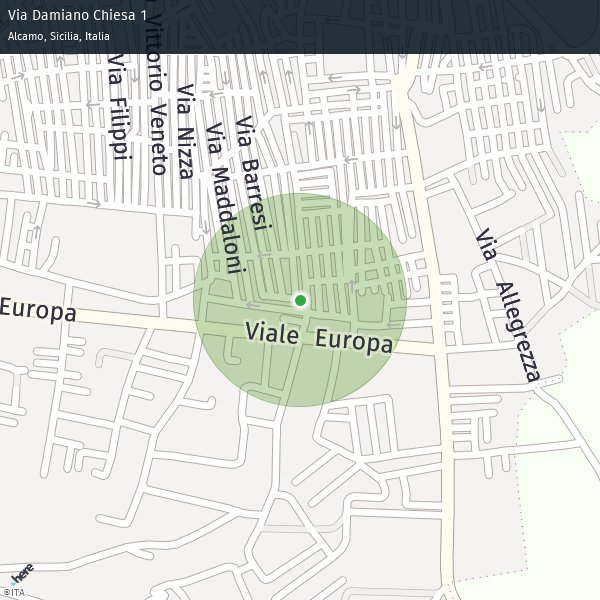 Via Damiano Chiesa 1
Alcamo, Sicilia, Italia
Via Filippi
Vittorio Veneto
Via Nizza
Via Maddaloni
Via Barresi
Via Allegrezza
Europa
Viale Europa
here
©ITA